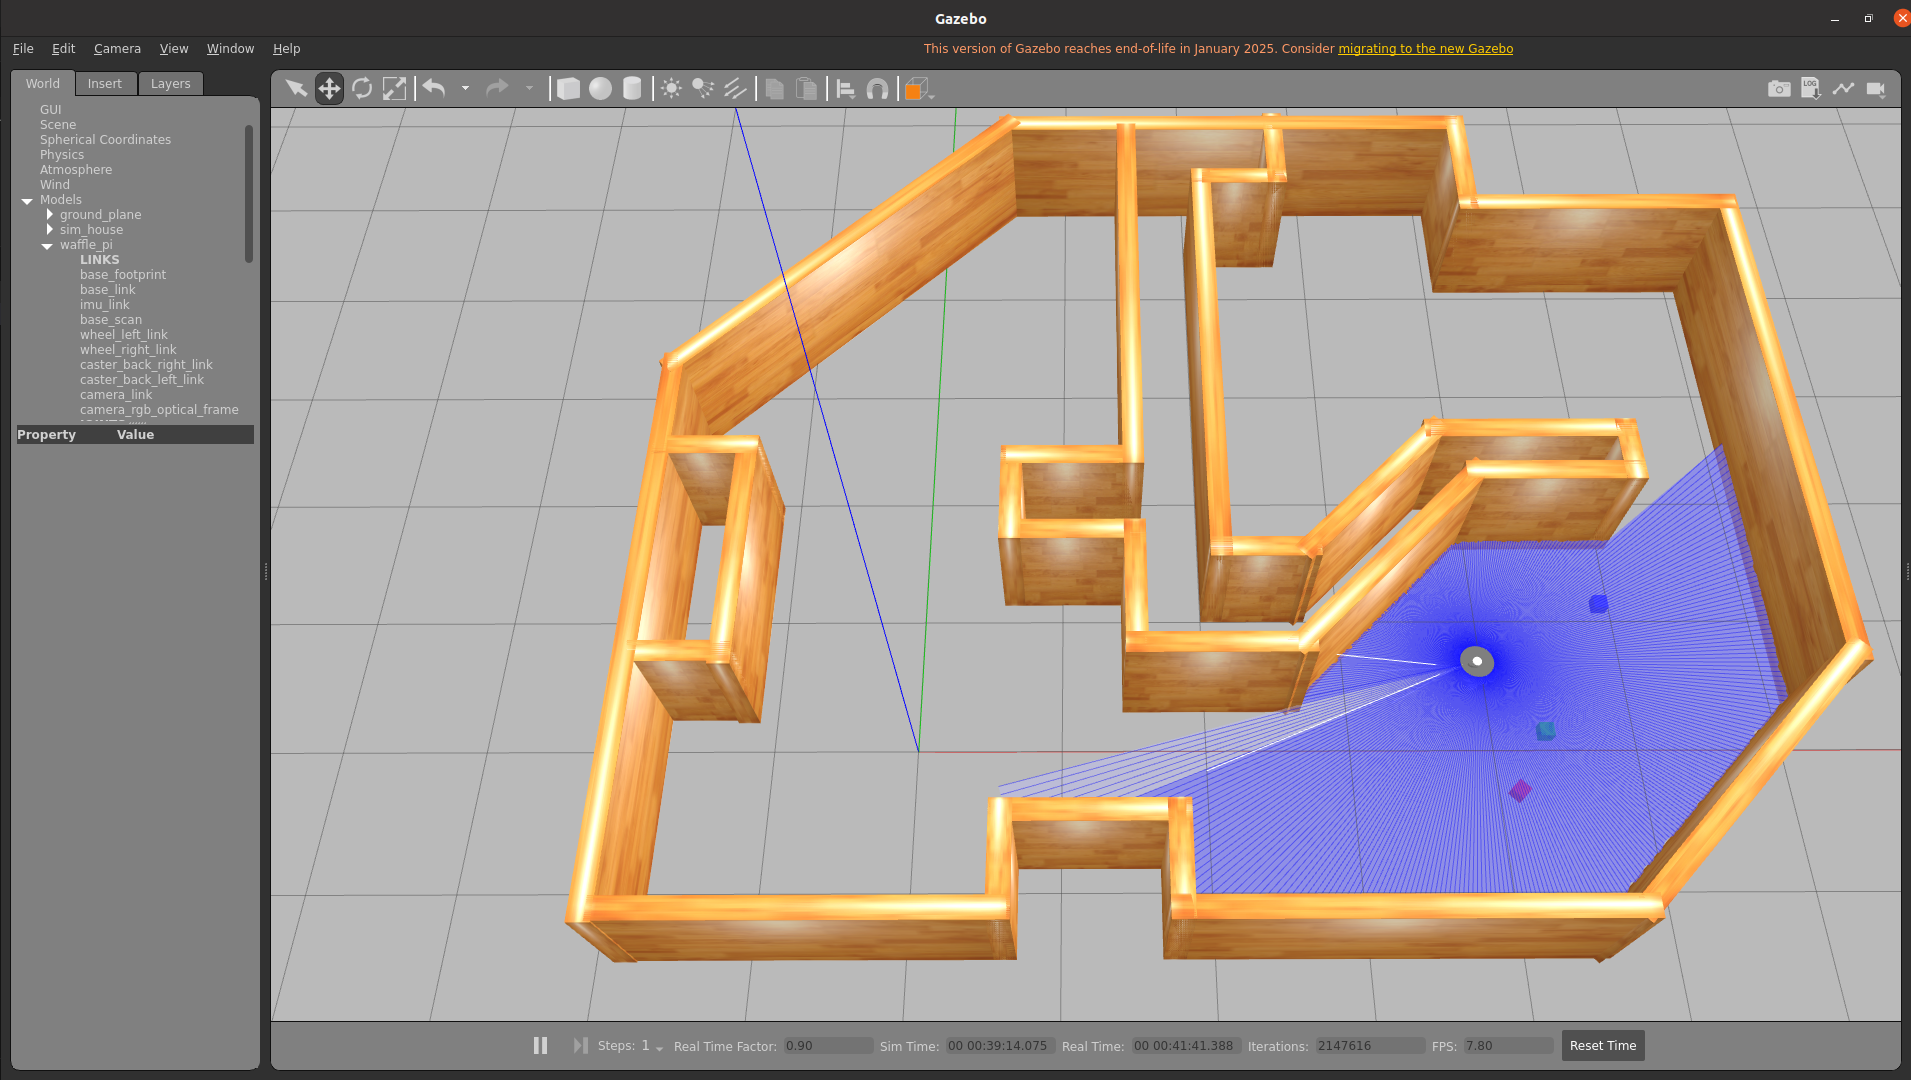 Gazebo
File Edit Camera View Window Help
This version of Gazebo reaches end-of-life in January 2025. Consider migrating to the new Gazebo
World Insert Layers
GUI
Scene
Spherical Coordinates
Physics
Atmosphere
Wind
Models
ground_plane
sim_house
waffle_pi
LINKS
base_footprint
base_link
imu_link
base_scan
wheel_left_link
wheel_right_link
caster_back_right_link
caster_back_left_link
camera_link
camera_rgb_optical_frame
Property Value
LOG
Steps: 1 Real Time Factor: 0.90 Sim Time: 00 00:39:14.075 Real Time: 00 00:41:41.388 Iterations: 2147616 FPS: 7.80 Reset Time